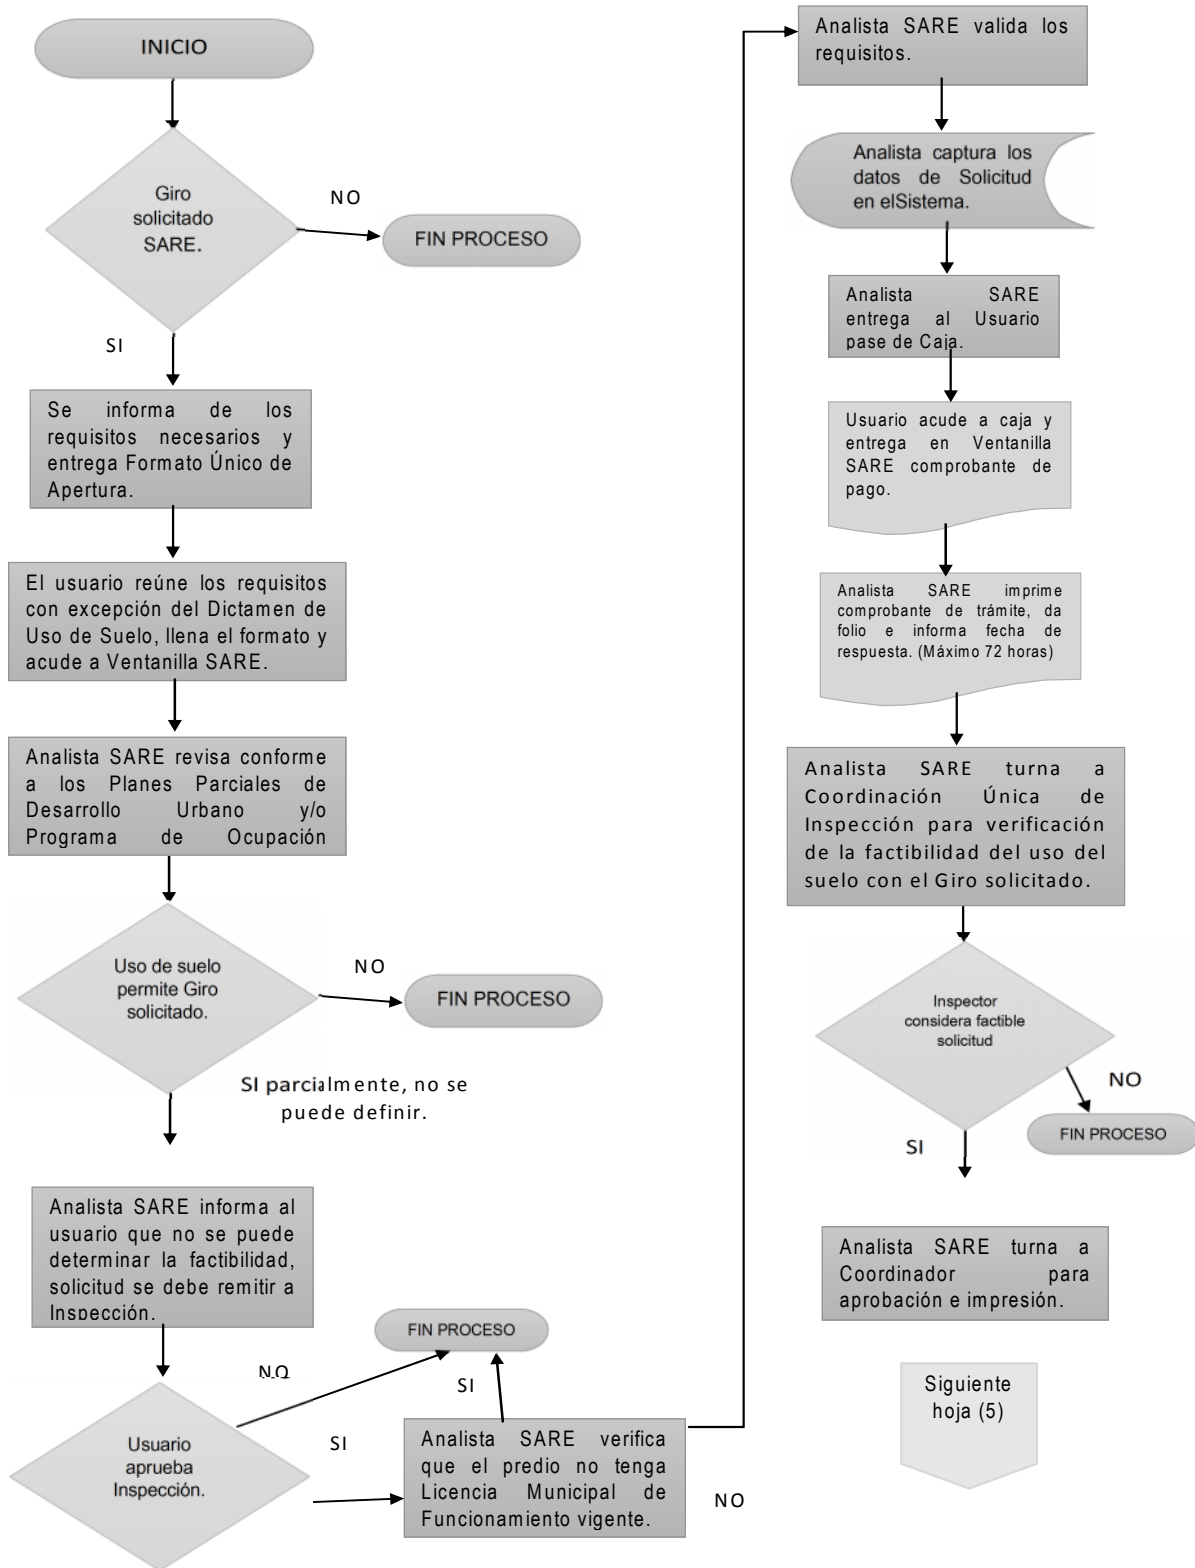 INICIO
Giro
solicitado
SARE.
NO
FIN PROCESO
SI
Se informa de los
requisitos necesarios y
entrega Formato Único de
Apertura.
El usuario reúne los requisitos
con excepción del Dictamen de
Uso de Suelo, llena el formato y
acude a Ventanilla SARE.
Analista SARE revisa conforme
a los Planes Parciales de
Desarrollo Urbano y/o
Programa de Ocupación
Uso de suelo
permite Giro
solicitado.
NO
FIN PROCESO
SI parcialmente, no se
puede definir.
Analista SARE informa al
usuario que no se puede
determinar la factibilidad,
solicitud se debe remitir a
Inspección.
FIN PROCESO
NO
SI
Usuario
aprueba
Inspección.
SI
Analista SARE verifica
que el predio no tenga
Licencia Municipal de
Funcionamiento vigente.
NO
Analista SARE valida los
requisitos.
Analista captura los
datos de Solicitud
en elSistema.
Analista SARE
entrega al Usuario
pase de Caja.
Usuario acude a caja y
entrega en Ventanilla
SARE comprobante de
pago.
Analista SARE imprime
comprobante de trámite, da
folio e informa fecha de
respuesta. (Máximo 72 horas)
Analista SARE turna a
Coordinación Única de
Inspección para verificación
de la factibilidad del uso del
suelo con el Giro solicitado.
Inspector
considera factible
solicitud
NO
FIN PROCESO
SI
Analista SARE turna a
Coordinador para
aprobación e impresión.
Siguiente
hoja (5)